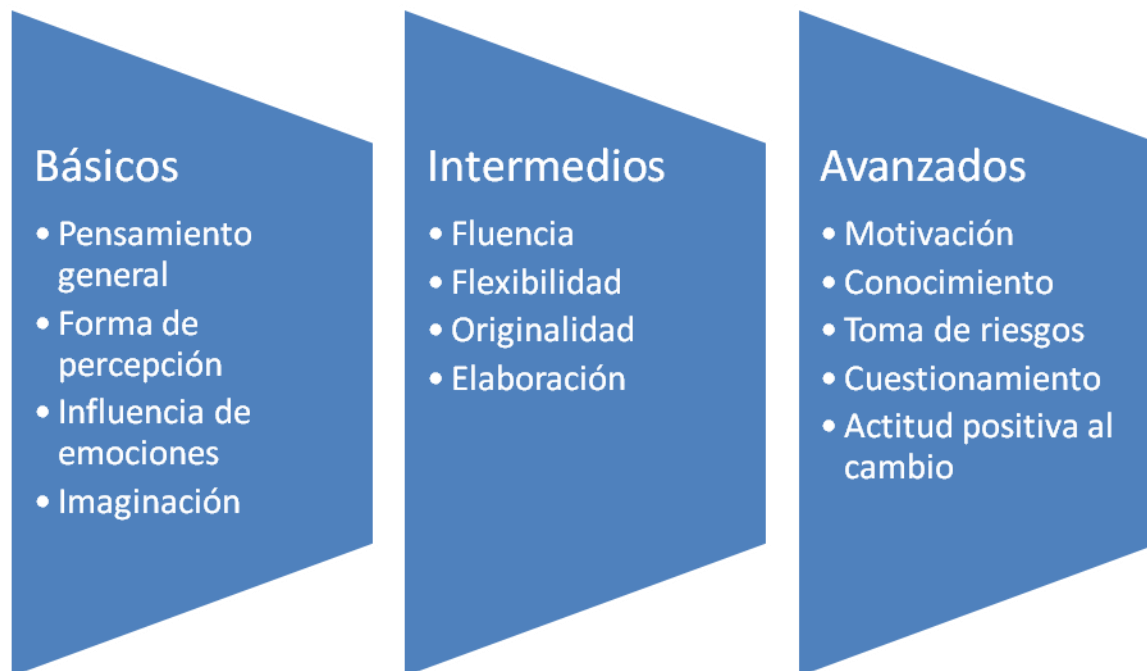 Básicos
• Pensamiento
general
• Forma de
percepción
• Influencia de
emociones
• Imaginación
Intermedios
• Fluencia
• Flexibilidad
• Originalidad
• Elaboración
Avanzados
• Motivación
• Conocimiento
• Toma de riesgos
• Cuestionamiento
• Actitud positiva al
cambio